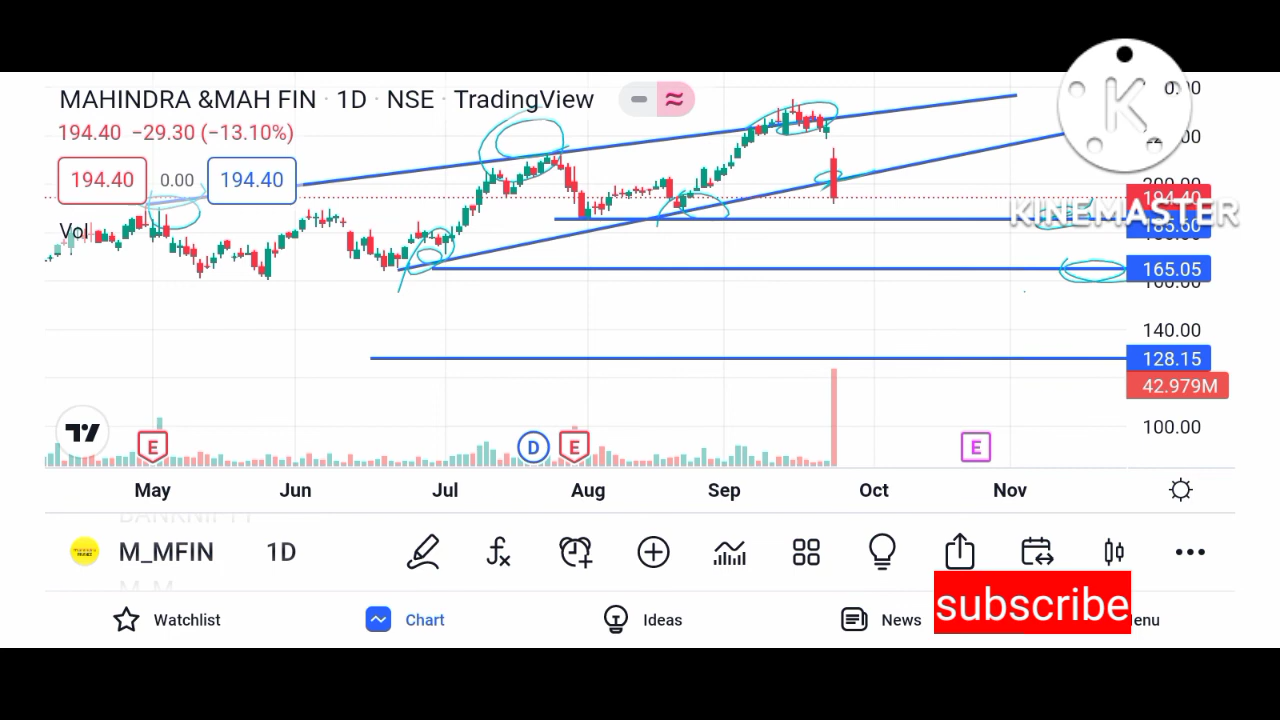 MAHINDRA &MAH FIN · 1D · NSE · TradingView
194.40 −29.30 (−13.10%)
194.40 0.00 194.40
Vol
KINEMASTER
194.40
165.05
140.00
128.15
42.979M
100.00
E D E E
May Jun Jul Aug Sep Oct Nov
M_MFIN 1D
subscribe
Watchlist Chart Ideas News